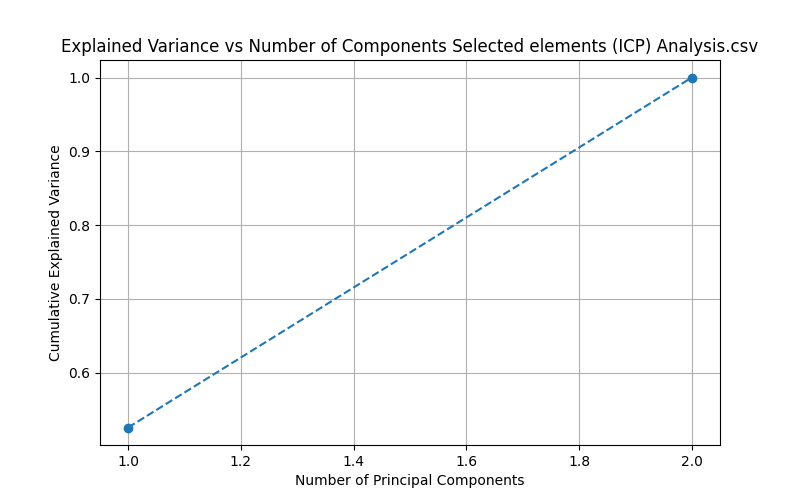 Explained Variance vs Number of Components Selected elements (ICP) Analysis.csv
1.0
0.9
0.8
0.7
0.6
Cumulative Explained Variance
1.0 1.2 1.4 1.6 1.8 2.0
Number of Principal Components